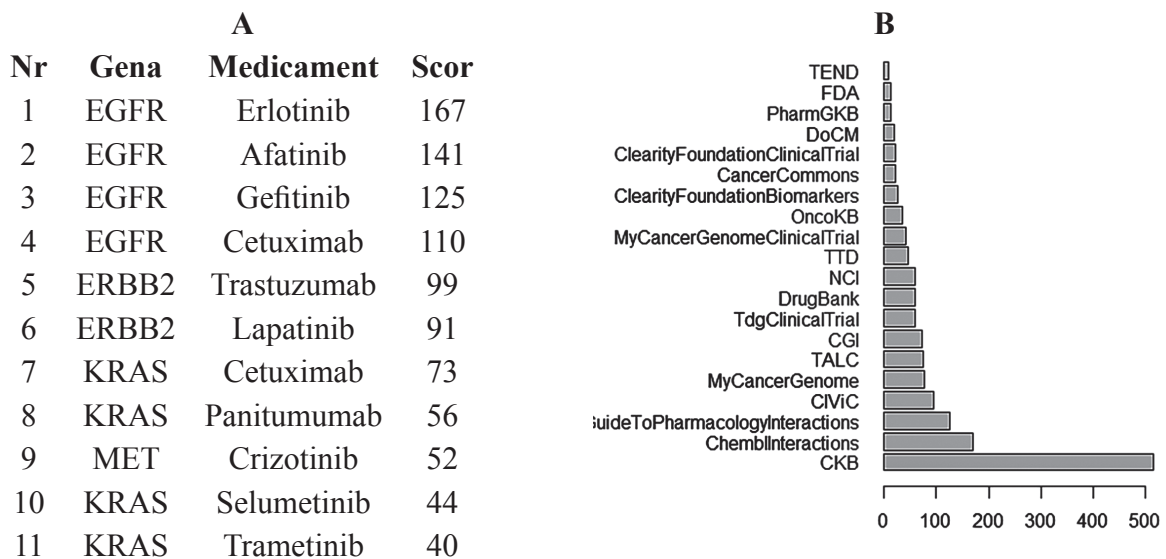 A
Nr Gena Medicament Scor
1 EGFR Erlotinib 167
2 EGFR Afatinib 141
3 EGFR Gefitinib 125
4 EGFR Cetuximab 110
5 ERBB2 Trastuzumab 99
6 ERBB2 Lapatinib 91
7 KRAS Cetuximab 73
8 KRAS Panitumumab 56
9 MET Crizotinib 52
10 KRAS Selumetinib 44
11 KRAS Trametinib 40
B
TEND
FDA
PharmGKB
DoCM
ClearityFoundationClinicalTrial
CancerCommons
ClearityFoundationBiomarkers
OncoKB
MyCancerGenomeClinicalTrial
TTD
NCI
DrugBank
TdgClinicalTrial
CGI
TALC
MyCancerGenome
CIViC
uideToPharmacologyInteractions
ChemblInteractions
CKB
0 100 200 300 400 500